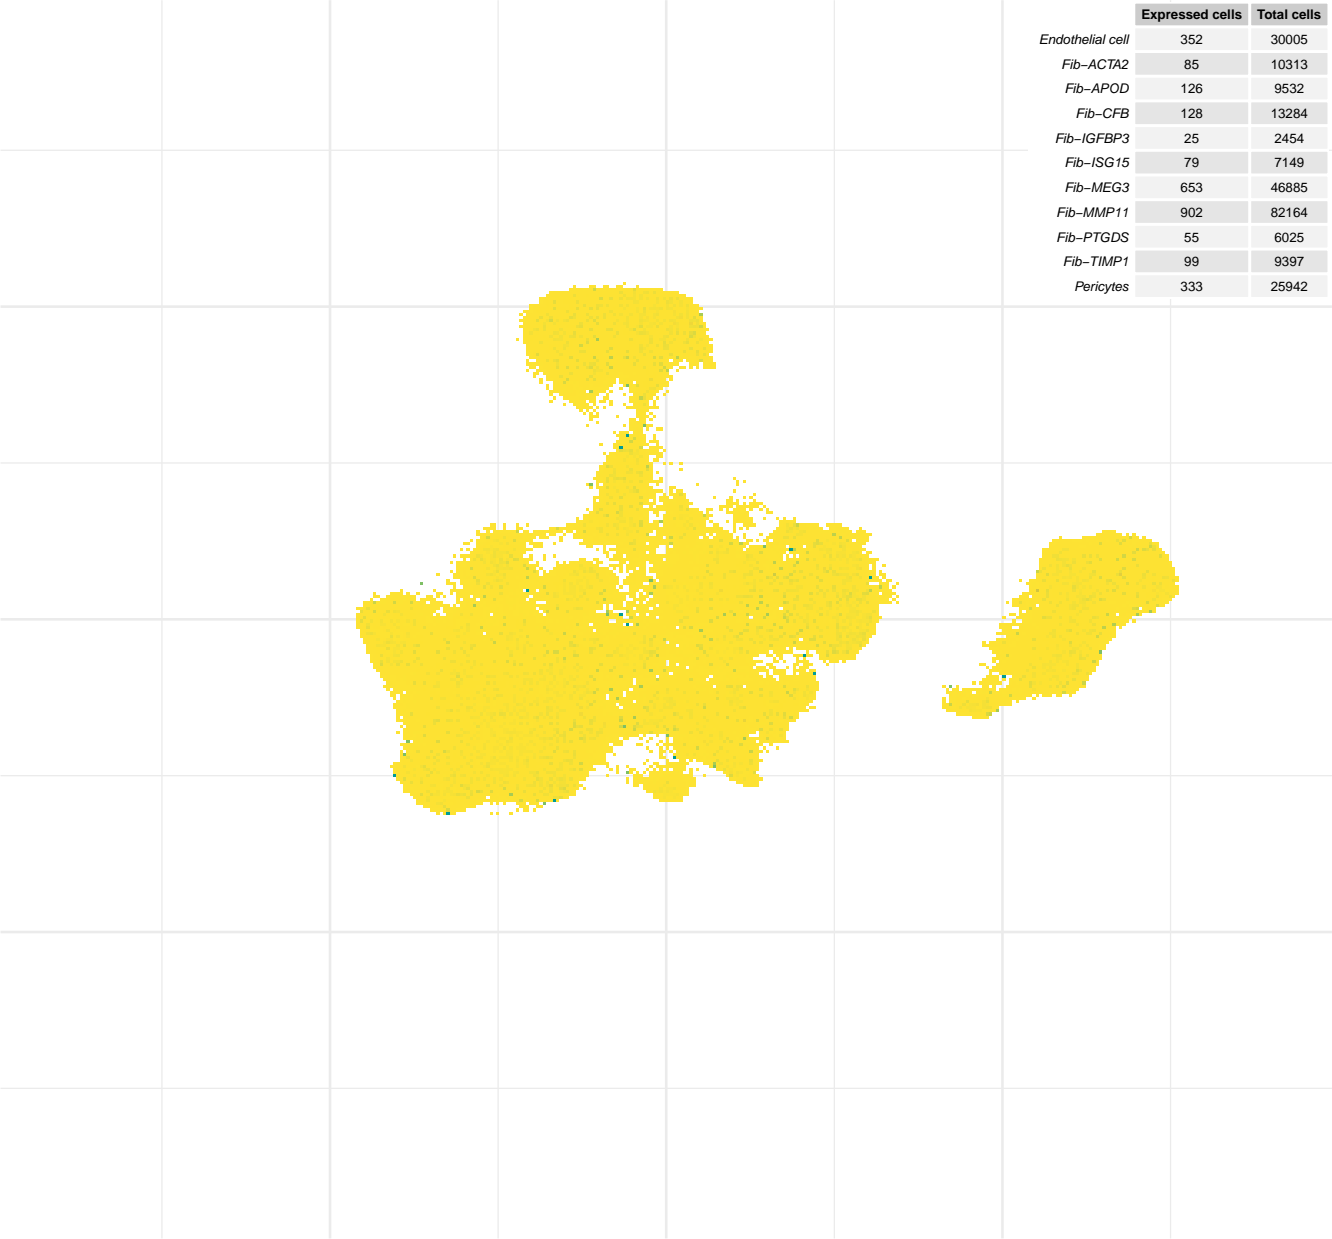 Expressed cells Total cells
Endothelial cell 352 30005
Fib−ACTA2 85 10313
Fib−APOD 126 9532
Fib−CFB 128 13284
Fib−IGFBP3 25 2454
Fib−ISG15 79 7149
Fib−MEG3 653 46885
Fib−MMP11 902 82164
Fib−PTGDS 55 6025
Fib−TIMP1 99 9397
Pericytes 333 25942